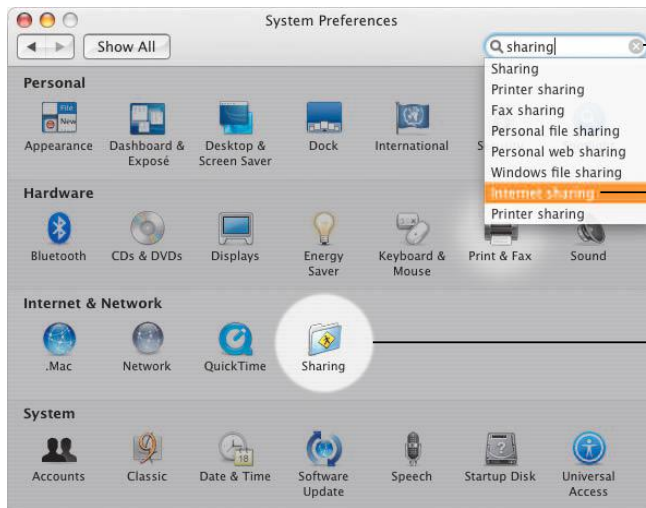 System Preferences
Show All
sharing
Sharing
Printer sharing
Fax sharing
Personal file sharing
Personal web sharing
Windows file sharing
Internet sharing
Printer sharing
Personal
File
New
Appearance
Dashboard &
Exposé
Desktop &
Screen Saver
Dock
International
Hardware
Bluetooth
CDs & DVDs
Displays
Energy
Saver
Keyboard &
Mouse
Print & Fax
Sound
Internet & Network
.Mac
Network
QuickTime
Sharing
System
18
Accounts
Classic
Date & Time
Software
Update
Speech
Startup Disk
Universal
Access